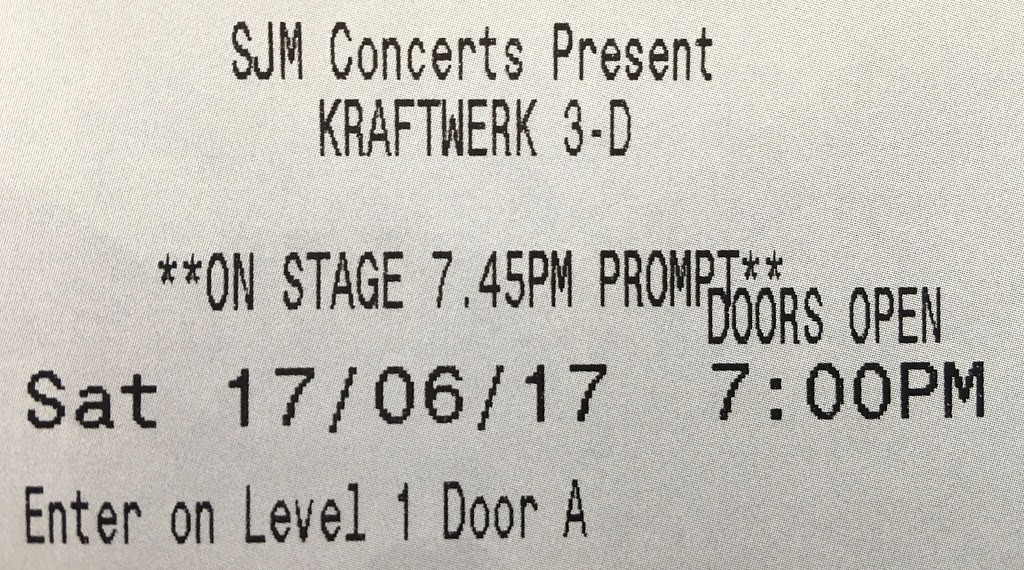 SJM Concerts Present
KRAFTWERK 3-D
**ON STAGE 7.45PM PROMPT**
DOORS OPEN
Sat 17/06/17 7:00PM
Enter on Level 1 Door A